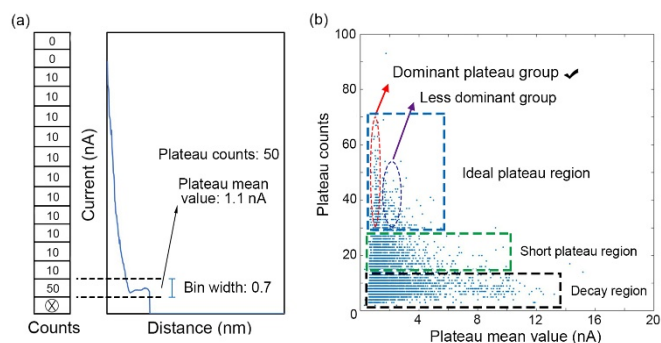 (a)
0
0
10
10
10
10
10
10
10
10
10
10
50
Ⓧ
Counts
Current (nA)
Plateau counts: 50
Plateau mean
value: 1.1 nA
Bin width: 0.7
Distance (nm)
(b)
Plateau counts
100
80
60
40
20
0
Dominant plateau group ✔
Less dominant group
Ideal plateau region
Short plateau region
Decay region
4
8
12
16
20
Plateau mean value (nA)